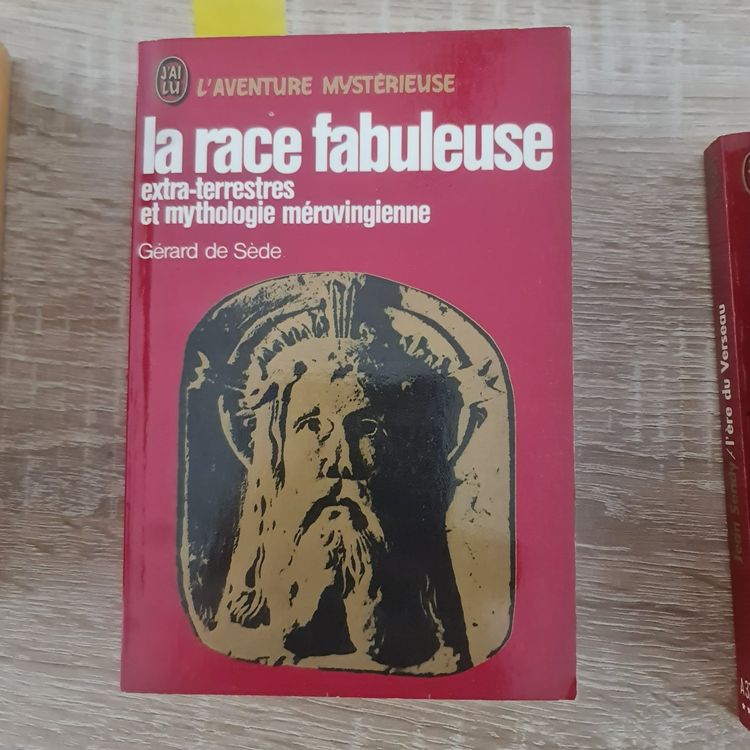 J'AI
LU
L'AVENTURE MYSTÉRIEUSE
la race fabuleuse
extra-terrestres
et mythologie mérovingienne
Gérard de Sède
Jean Sendy / l'ère du Verseau